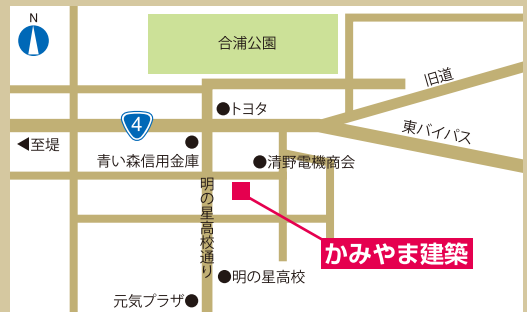 N
合浦公園
旧道
トヨタ
4
東バイパス
◀至堤
青い森信用金庫
清野電機商会
明の星高校通り
かみやま建築
明の星高校
元気プラザ